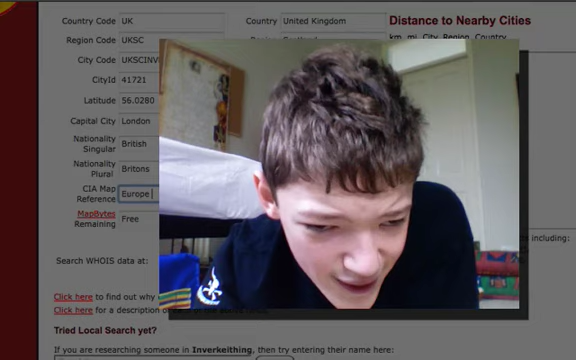 Country Code UK Country United Kingdom Distance to Nearby Cities
Region Code UKSC km mi City Region Country
City Code UKSCINV
CityId 41721
Latitude 56.0280
Capital City London
Nationality Singular British
Nationality Plural Britons
CIA Map Reference Europe
MapBytes Remaining Free
including:
Search WHOIS data at:
Click here to find out why
Click here for a description
Tried Local Search yet?
If you are researching someone in Inverkeithing, then try entering their name here: